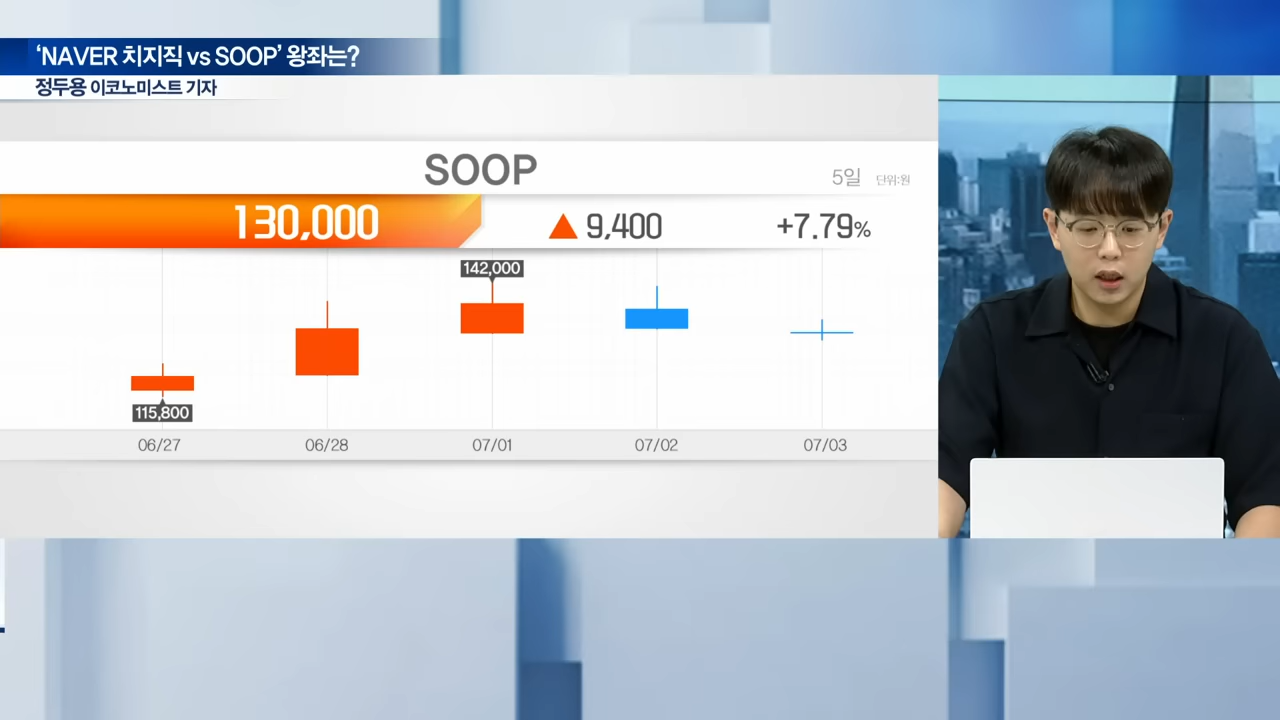 ‘NAVER 치지직 vs SOOP’ 왕좌는?
정두용 이코노미스트 기자
SOOP
5일 단위:원
130,000 ▲ 9,400 +7.79%
142,000
115,800
06/27 06/28 07/01 07/02 07/03